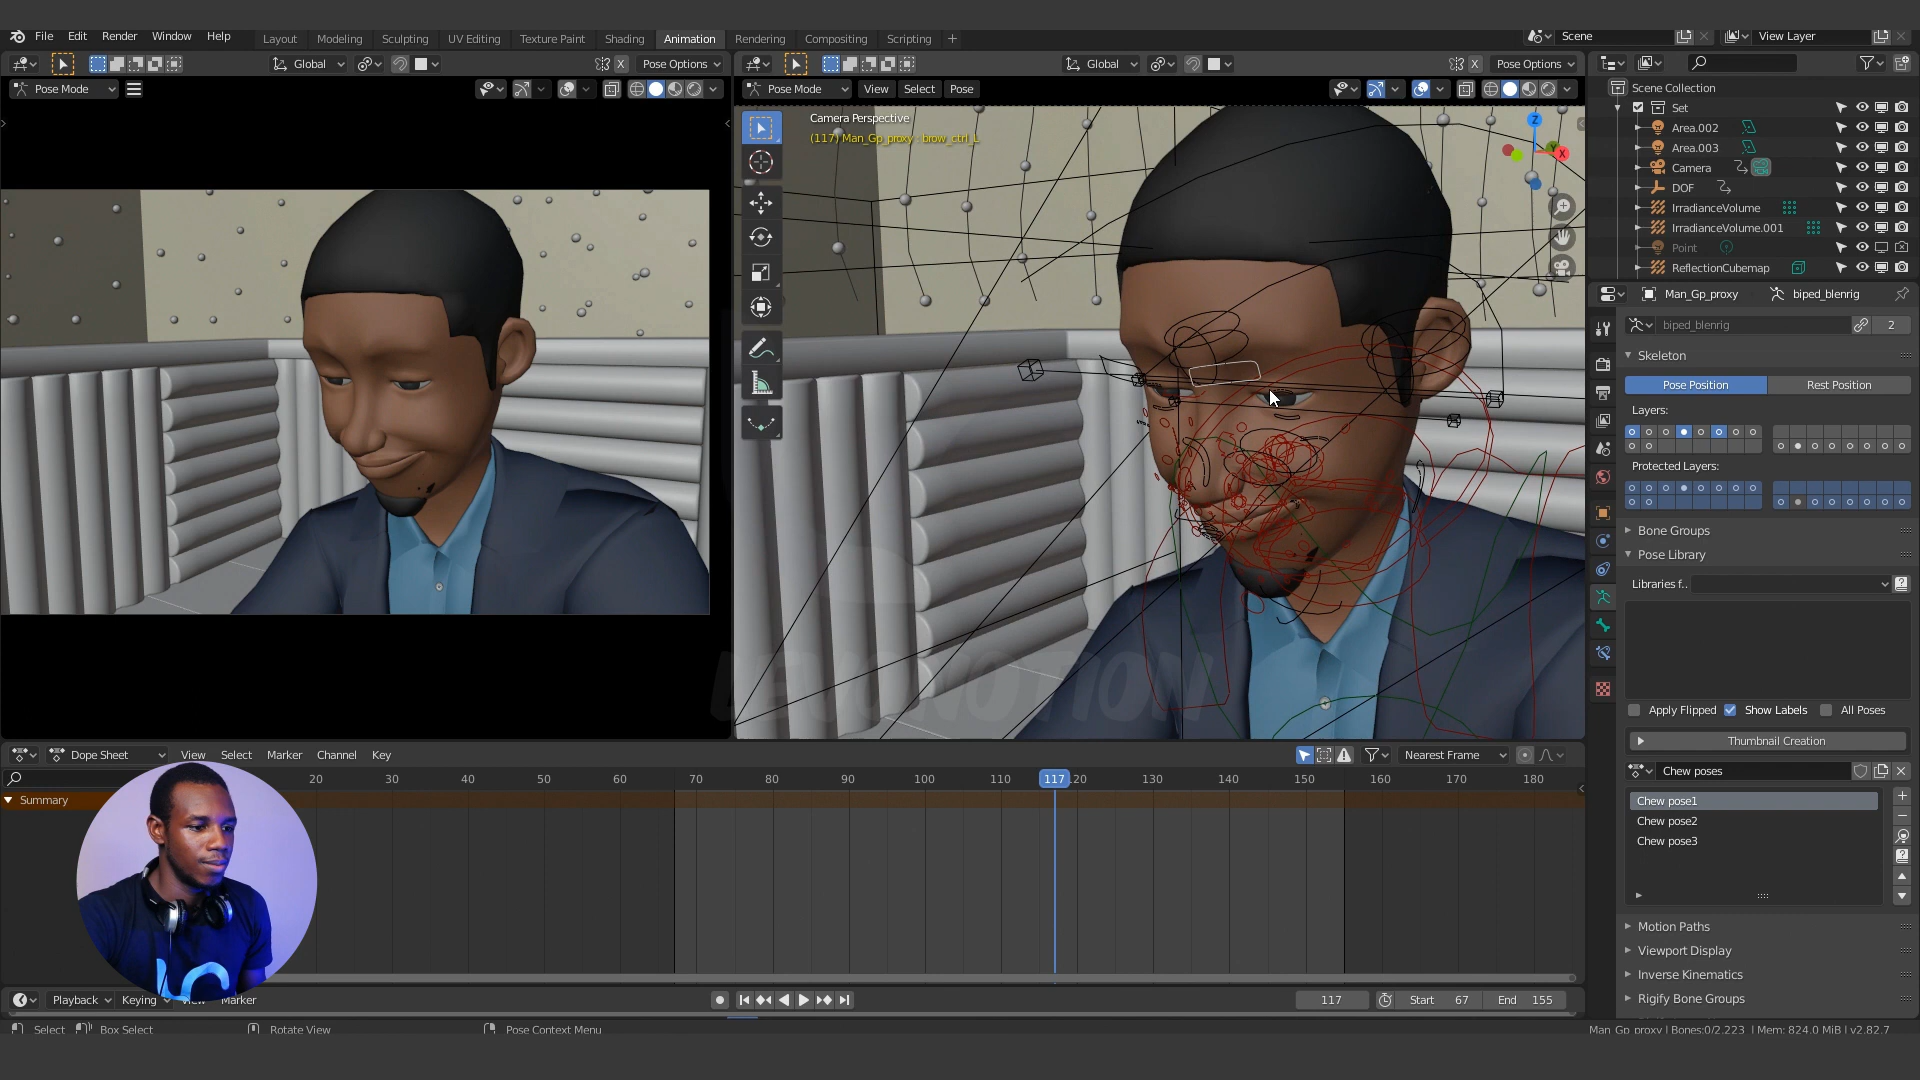 File Edit Render Window Help
Layout Modeling Sculpting UV Editing Texture Paint Shading Animation Rendering Compositing Scripting +
Scene
View Layer
Global X Pose Options
Global X Pose Options
Pose Mode
Pose Mode View Select Pose
Camera Perspective
(117) Man_Gp_proxy : brow_ctrl_L
Z
Y
X
Scene Collection
Set
Area.002
Area.003
Camera
DOF
IrradianceVolume
IrradianceVolume.001
Point
ReflectionCubemap
Man_Gp_proxy biped_blenrig
biped_blenrig 2
Skeleton
Pose Position Rest Position
Layers:
Protected Layers:
Bone Groups
Pose Library
Libraries f..
Apply Flipped Show Labels All Poses
Thumbnail Creation
Chew poses
Chew pose1
Chew pose2
Chew pose3
Motion Paths
Viewport Display
Inverse Kinematics
Rigify Bone Groups
Dope Sheet View Select Marker Channel Key
Nearest Frame
20 30 40 50 60 70 80 90 100 110 117 120 130 140 150 160 170 180
Summary
Playback Keying View Marker
117 Start 67 End 155
Select Box Select Rotate View Pose Context Menu
Man_Gp_proxy | Bones:0/2,223 | Mem: 824.0 MiB | v2.82.7